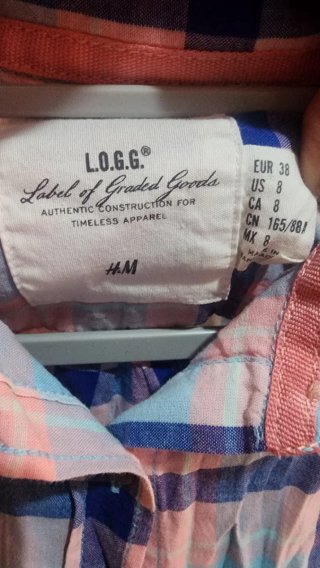 L.O.G.G.®
Label of Graded Goods
AUTHENTIC CONSTRUCTION FOR
TIMELESS APPAREL
H&M
EUR 38
US 8
CA 8
CN 165/88A
MX 8